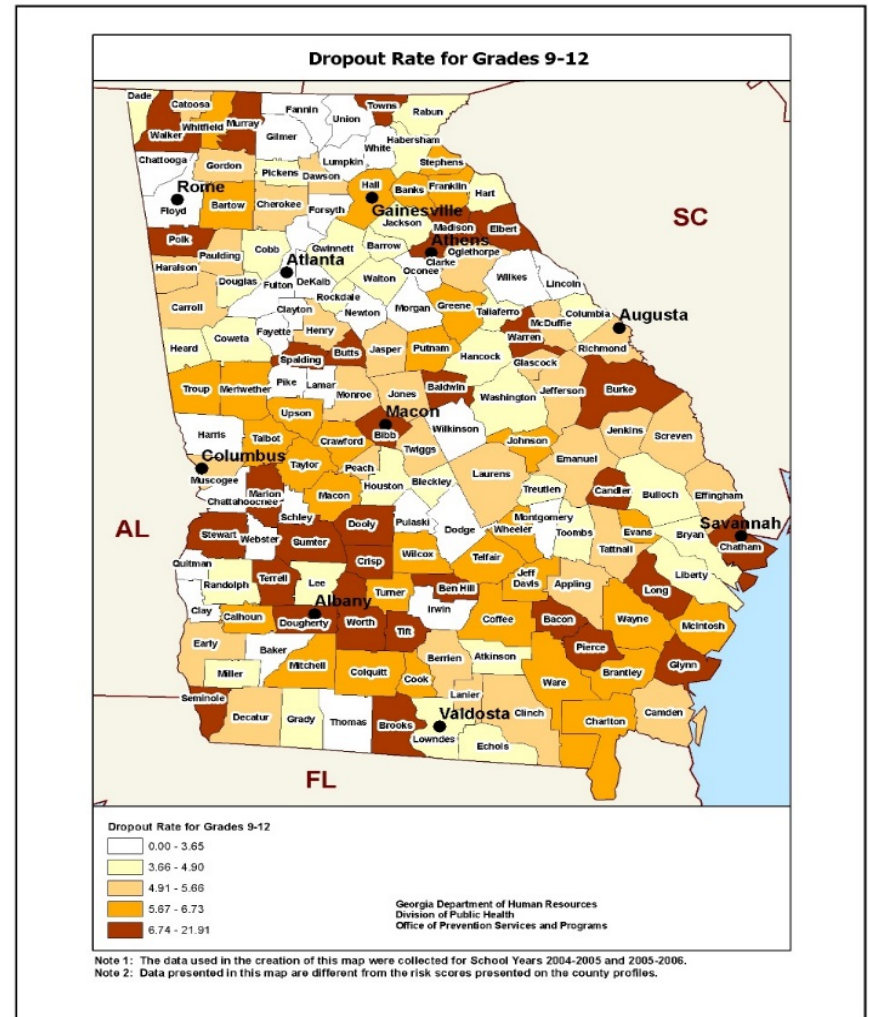 Dropout Rate for Grades 9-12
Dade
Catoosa
Fannin
Towns
Rabun
Walker
Whitfield
Murray
Union
Gilmer
White
Habersham
Chattooga
Gordon
Lumpkin
Stephens
Pickens
Dawson
Rome
Hall
Banks
Franklin
Hart
Floyd
Bartow
Cherokee
Forsyth
Gainesville
SC
Jackson
Madison
Elbert
Polk
Cobb
Gwinnett
Barrow
Athens
Paulding
Atlanta
Clarke
Oglethorpe
Haralson
Douglas
Fulton
DeKalb
Walton
Oconee
Wilkes
Lincoln
Rockdale
Carroll
Clayton
Newton
Morgan
Greene
Taliaferro
Columbia
Augusta
Fayette
Henry
McDuffie
Heard
Coweta
Butts
Jasper
Putnam
Hancock
Warren
Richmond
Spalding
Glascock
Troup
Meriwether
Pike
Lamar
Monroe
Jones
Baldwin
Washington
Jefferson
Burke
Upson
Macon
Bibb
Wilkinson
Jenkins
Screven
Harris
Talbot
Crawford
Twiggs
Johnson
Columbus
Taylor
Peach
Laurens
Emanuel
Muscogee
Houston
Bleckley
Treutlen
Candler
Bulloch
Effingham
Chattahoochee
Marion
Macon
Schley
Dooly
Pulaski
Dodge
Montgomery
Savannah
AL
Stewart
Webster
Sumter
Wheeler
Toombs
Evans
Bryan
Chatham
Crisp
Wilcox
Telfair
Tattnall
Quitman
Randolph
Terrell
Lee
Turner
Ben Hill
Jeff
Davis
Appling
Long
Liberty
Clay
Albany
Irwin
Calhoun
Dougherty
Worth
Tift
Coffee
Bacon
Wayne
McIntosh
Early
Baker
Berrien
Atkinson
Pierce
Miller
Mitchell
Colquitt
Cook
Ware
Brantley
Glynn
Seminole
Lanier
Decatur
Grady
Thomas
Brooks
Valdosta
Clinch
Charlton
Camden
Lowndes
Echols
FL
Dropout Rate for Grades 9-12
0.00 - 3.65
3.66 - 4.90
4.91 - 5.66
5.67 - 6.73
6.74 - 21.91
Georgia Department of Human Resources
Division of Public Health
Office of Prevention Services and Programs
Note 1: The data used in the creation of this map were collected for School Years 2004-2005 and 2005-2006.
Note 2: Data presented in this map are different from the risk scores presented on the county profiles.